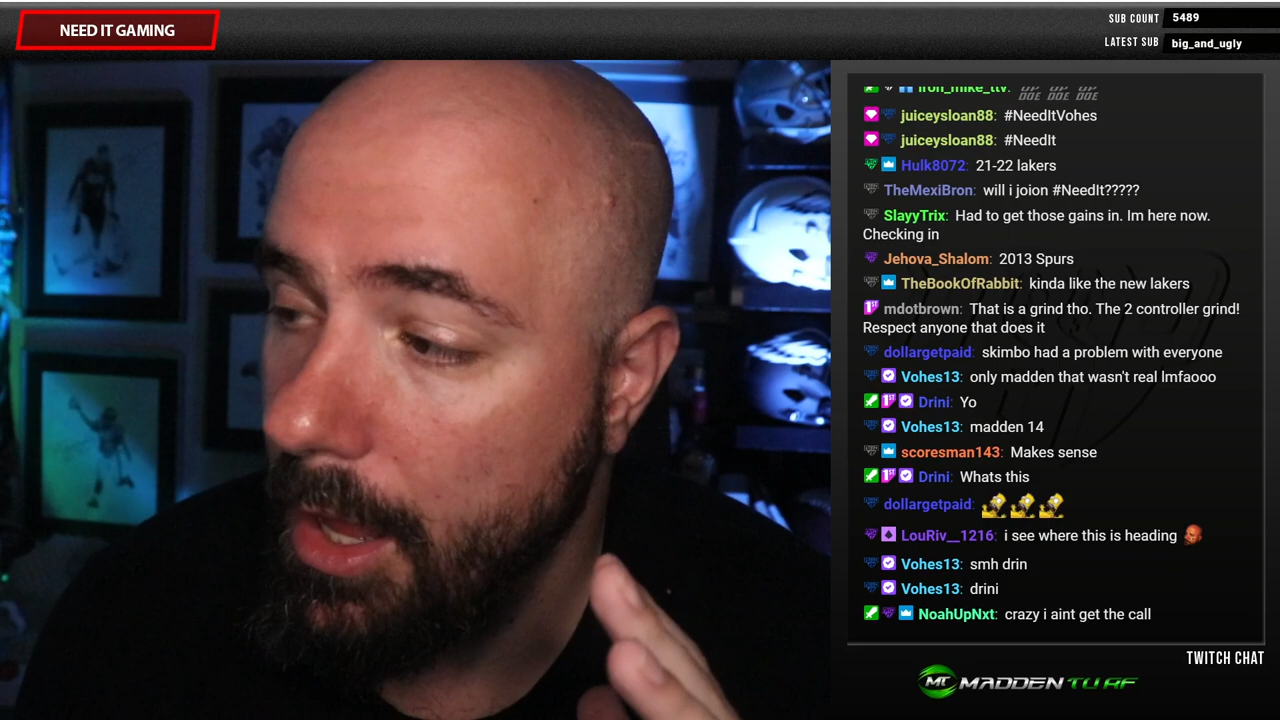 NEED IT GAMING
SUB COUNT 5489
LATEST SUB big_and_ugly
iron_mike_ttv:
juiceysloan88: #NeedItVohes
juiceysloan88: #NeedIt
Hulk8072: 21-22 lakers
TheMexiBron: will i joion #NeedIt?????
SlayyTrix: Had to get those gains in. Im here now.
Checking in
Jehova_Shalom: 2013 Spurs
TheBookOfRabbit: kinda like the new lakers
mdotbrown: That is a grind tho. The 2 controller grind!
Respect anyone that does it
dollargetpaid: skimbo had a problem with everyone
Vohes13: only madden that wasn't real lmfaooo
Drini: Yo
Vohes13: madden 14
scoresman143: Makes sense
Drini: Whats this
dollargetpaid:
LouRiv__1216: i see where this is heading
Vohes13: smh drin
Vohes13: drini
NoahUpNxt: crazy i aint get the call
TWITCH CHAT
MT MADDEN TURF